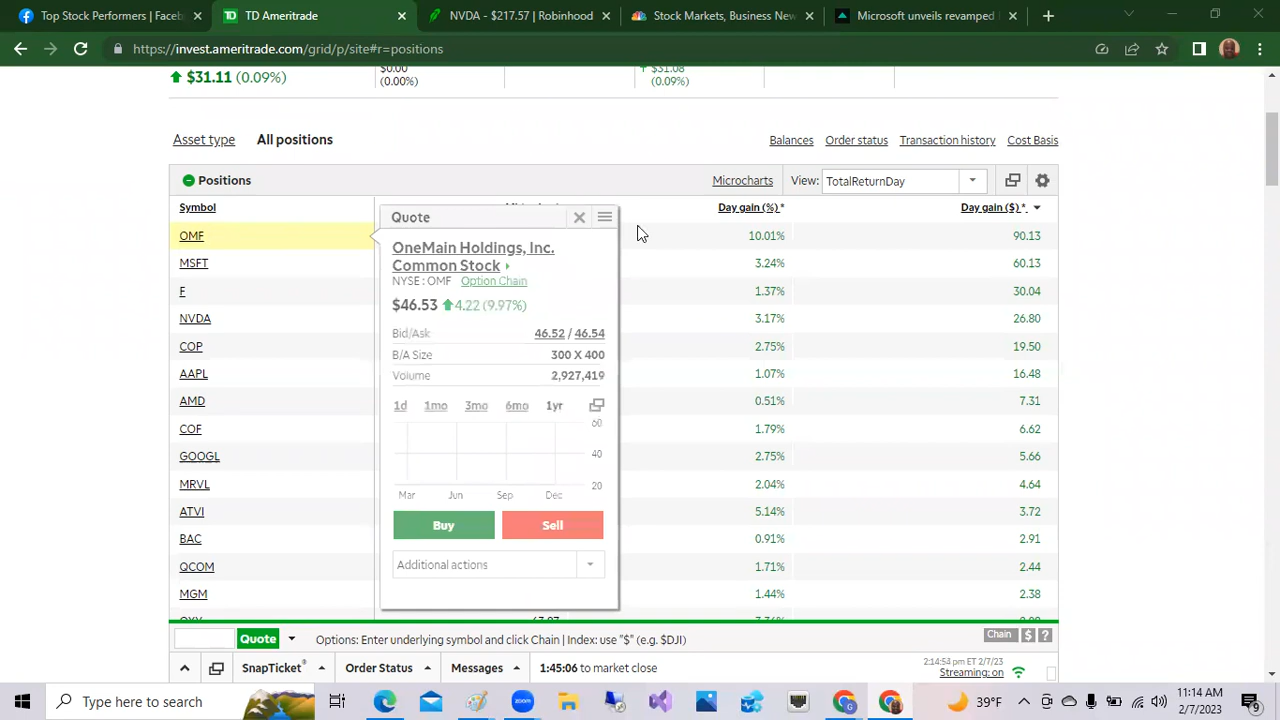 Top Stock Performers | Faceb
TD Ameritrade
NVDA - $217.57 | Robinhood
Stock Markets, Business New
Microsoft unveils revamped
https://invest.ameritrade.com/grid/p/site#r=positions
$31.11 (0.09%)
$0.00
(0.00%)
$31.08
(0.09%)
Asset type All positions Balances Order status Transaction history Cost Basis
Positions Microcharts View: TotalReturnDay
Symbol Day gain (%)* Day gain ($)*
OMF 10.01% 90.13
MSFT 3.24% 60.13
F 1.37% 30.04
NVDA 3.17% 26.80
COP 2.75% 19.50
AAPL 1.07% 16.48
AMD 0.51% 7.31
COF 1.79% 6.62
GOOGL 2.75% 5.66
MRVL 2.04% 4.64
ATVI 5.14% 3.72
BAC 0.91% 2.91
QCOM 1.71% 2.44
MGM 1.44% 2.38
Quote
OneMain Holdings, Inc.
Common Stock
NYSE : OMF Option Chain
$46.53 4.22 (9.97%)
Bid/Ask 46.52 / 46.54
B/A Size 300 X 400
Volume 2,927,419
1d 1mo 3mo 6mo 1yr
60
40
20
Mar Jun Sep Dec
Buy Sell
Additional actions
Quote Options: Enter underlying symbol and click Chain | Index: use "$" (e.g. $DJI) Chain $ ?
SnapTicket® Order Status Messages 1:45:06 to market close
2:14:54 pm ET 2/7/23
Streaming: on
Type here to search
zoom
39°F
11:14 AM
2/7/2023
9